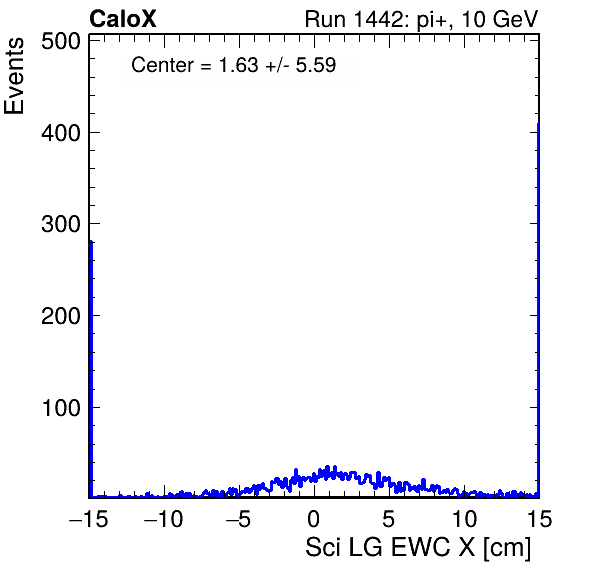 CaloX Run 1442: pi+, 10 GeV
Events
Center = 1.63 +/- 5.59
500
400
300
200
100
−15 −10 −5 0 5 10 15
Sci LG EWC X [cm]